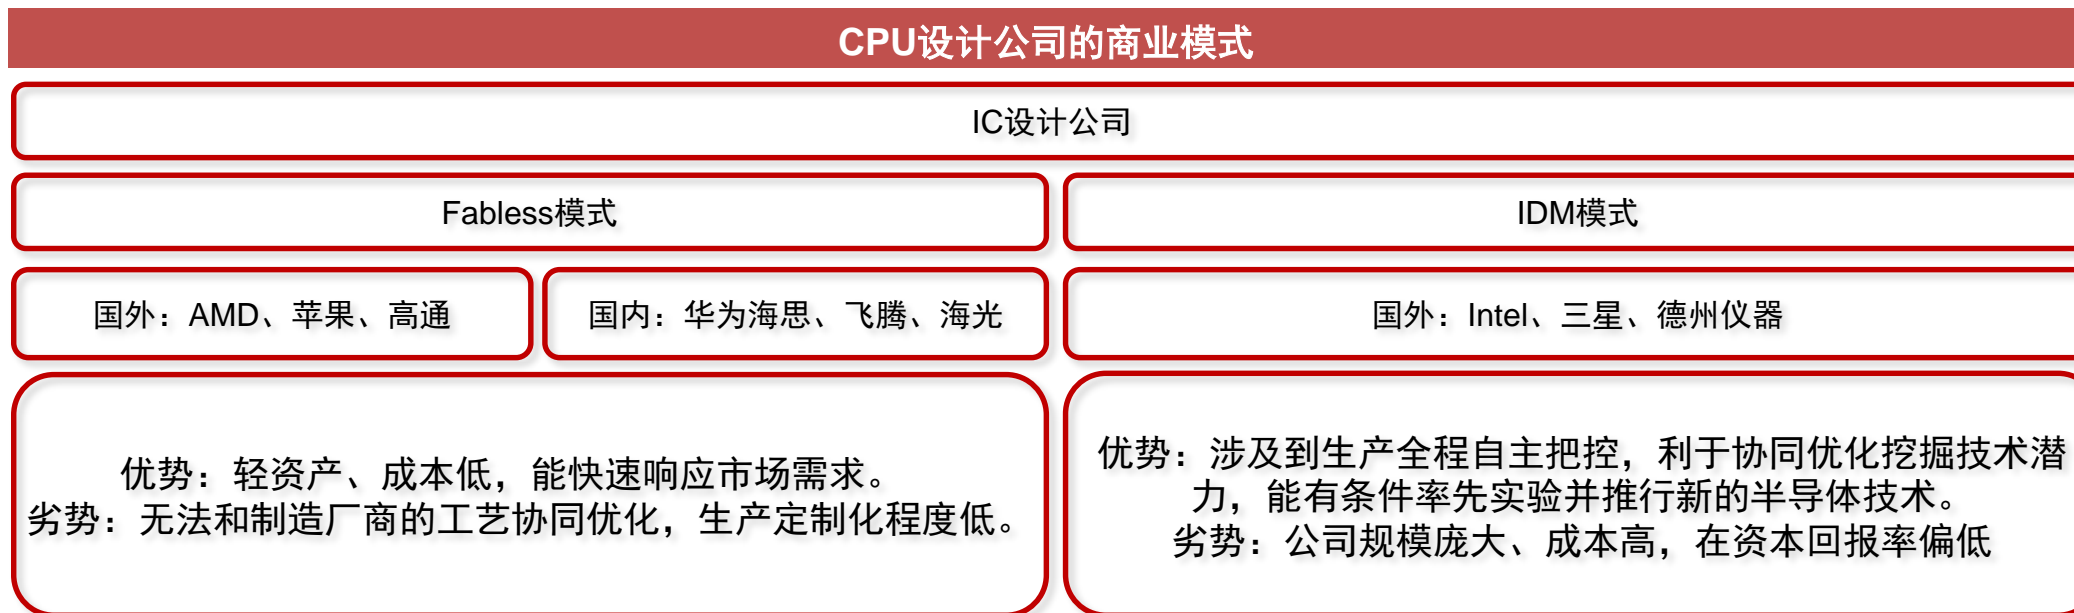 CPU设计公司的商业模式
IC设计公司
Fabless模式
IDM模式
国外：AMD、苹果、高通
国内：华为海思、飞腾、海光
国外：Intel、三星、德州仪器
优势：轻资产、成本低，能快速响应市场需求。
劣势：无法和制造厂商的工艺协同优化，生产定制化程度低。
优势：涉及到生产全程自主把控，利于协同优化挖掘技术潜
力，能有条件率先实验并推行新的半导体技术。
劣势：公司规模庞大、成本高，在资本回报率偏低